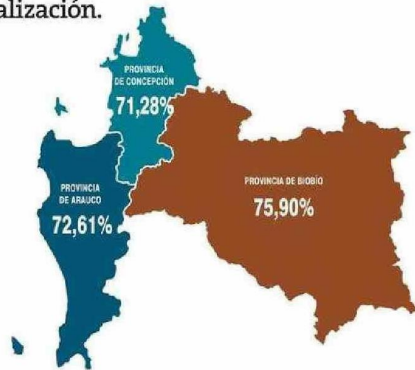 alización.
PROVINCIA
DE CONCEPCIÓN
71,28%
PROVINCIA
DE ARAUCO
72,61%
PROVINCIA DE BIOBÍO
75,90%